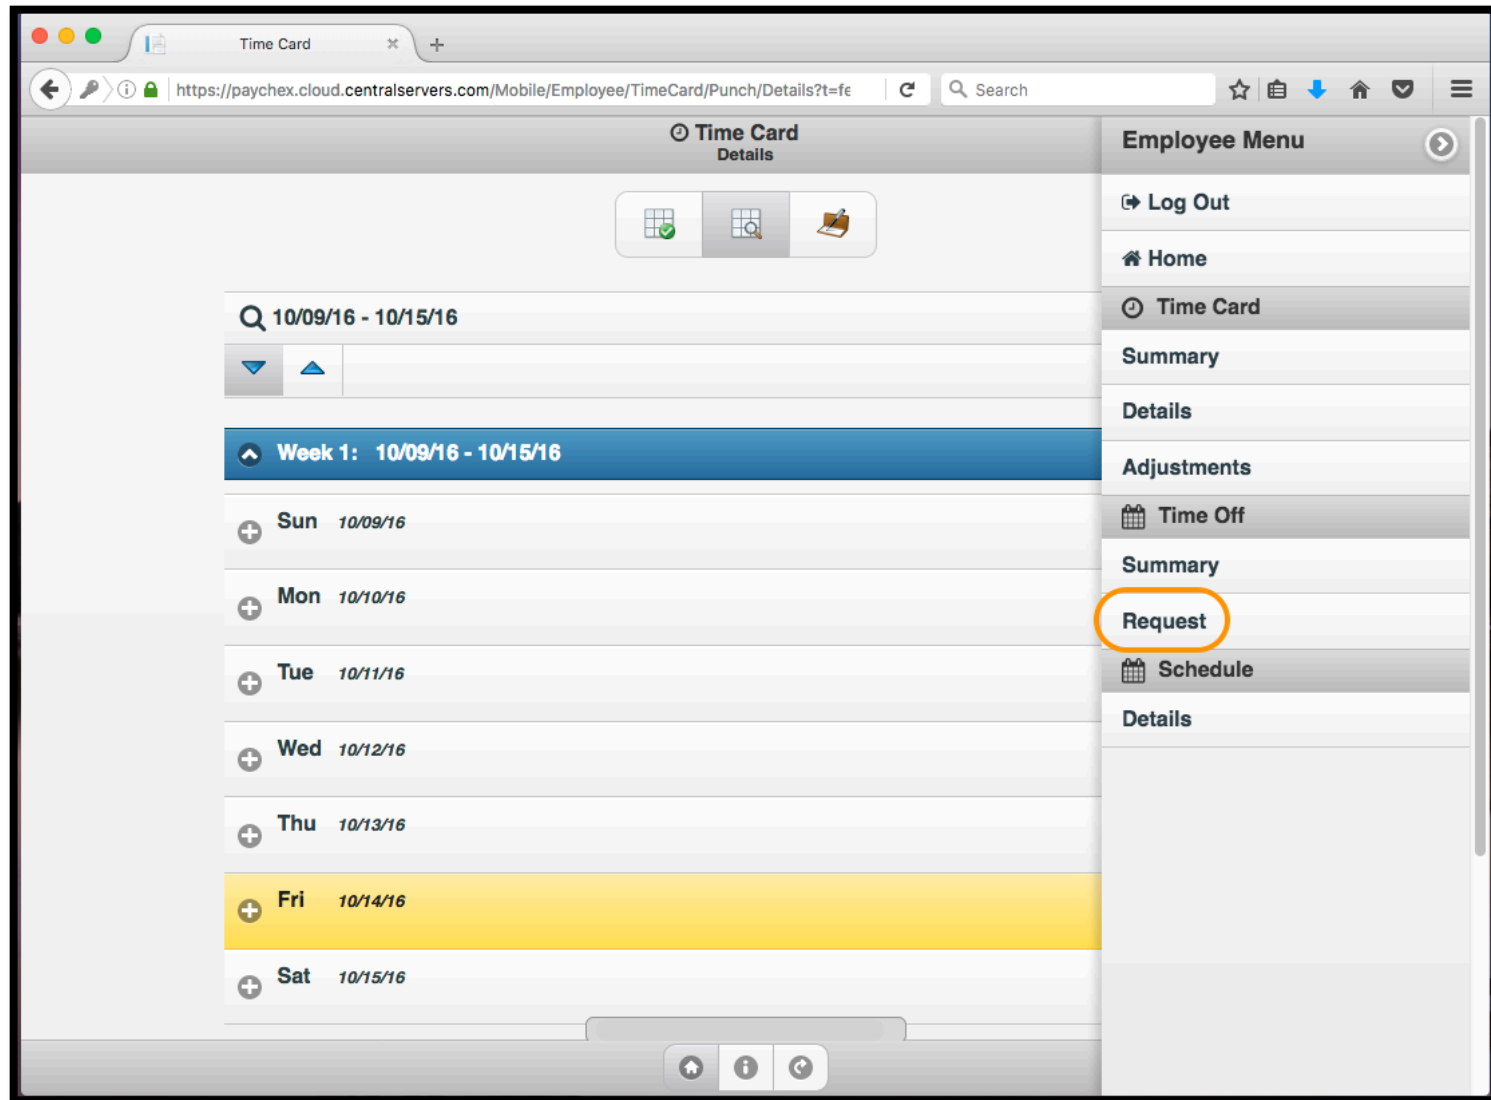 Time Card
https://paychex.cloud.centralservers.com/Mobile/Employee/TimeCard/Punch/Details?t=fe
Search
Time Card
Details
10/09/16 - 10/15/16
Week 1: 10/09/16 - 10/15/16
Sun 10/09/16
Mon 10/10/16
Tue 10/11/16
Wed 10/12/16
Thu 10/13/16
Fri 10/14/16
Sat 10/15/16
Employee Menu
Log Out
Home
Time Card
Summary
Details
Adjustments
Time Off
Summary
Request
Schedule
Details